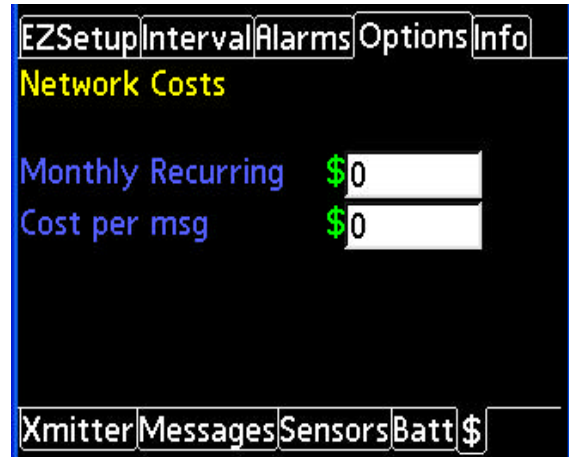 EZSetup Interval Alarms Options Info
Network Costs
Monthly Recurring $0
Cost per msg $0
Xmitter Messages Sensors Batt $